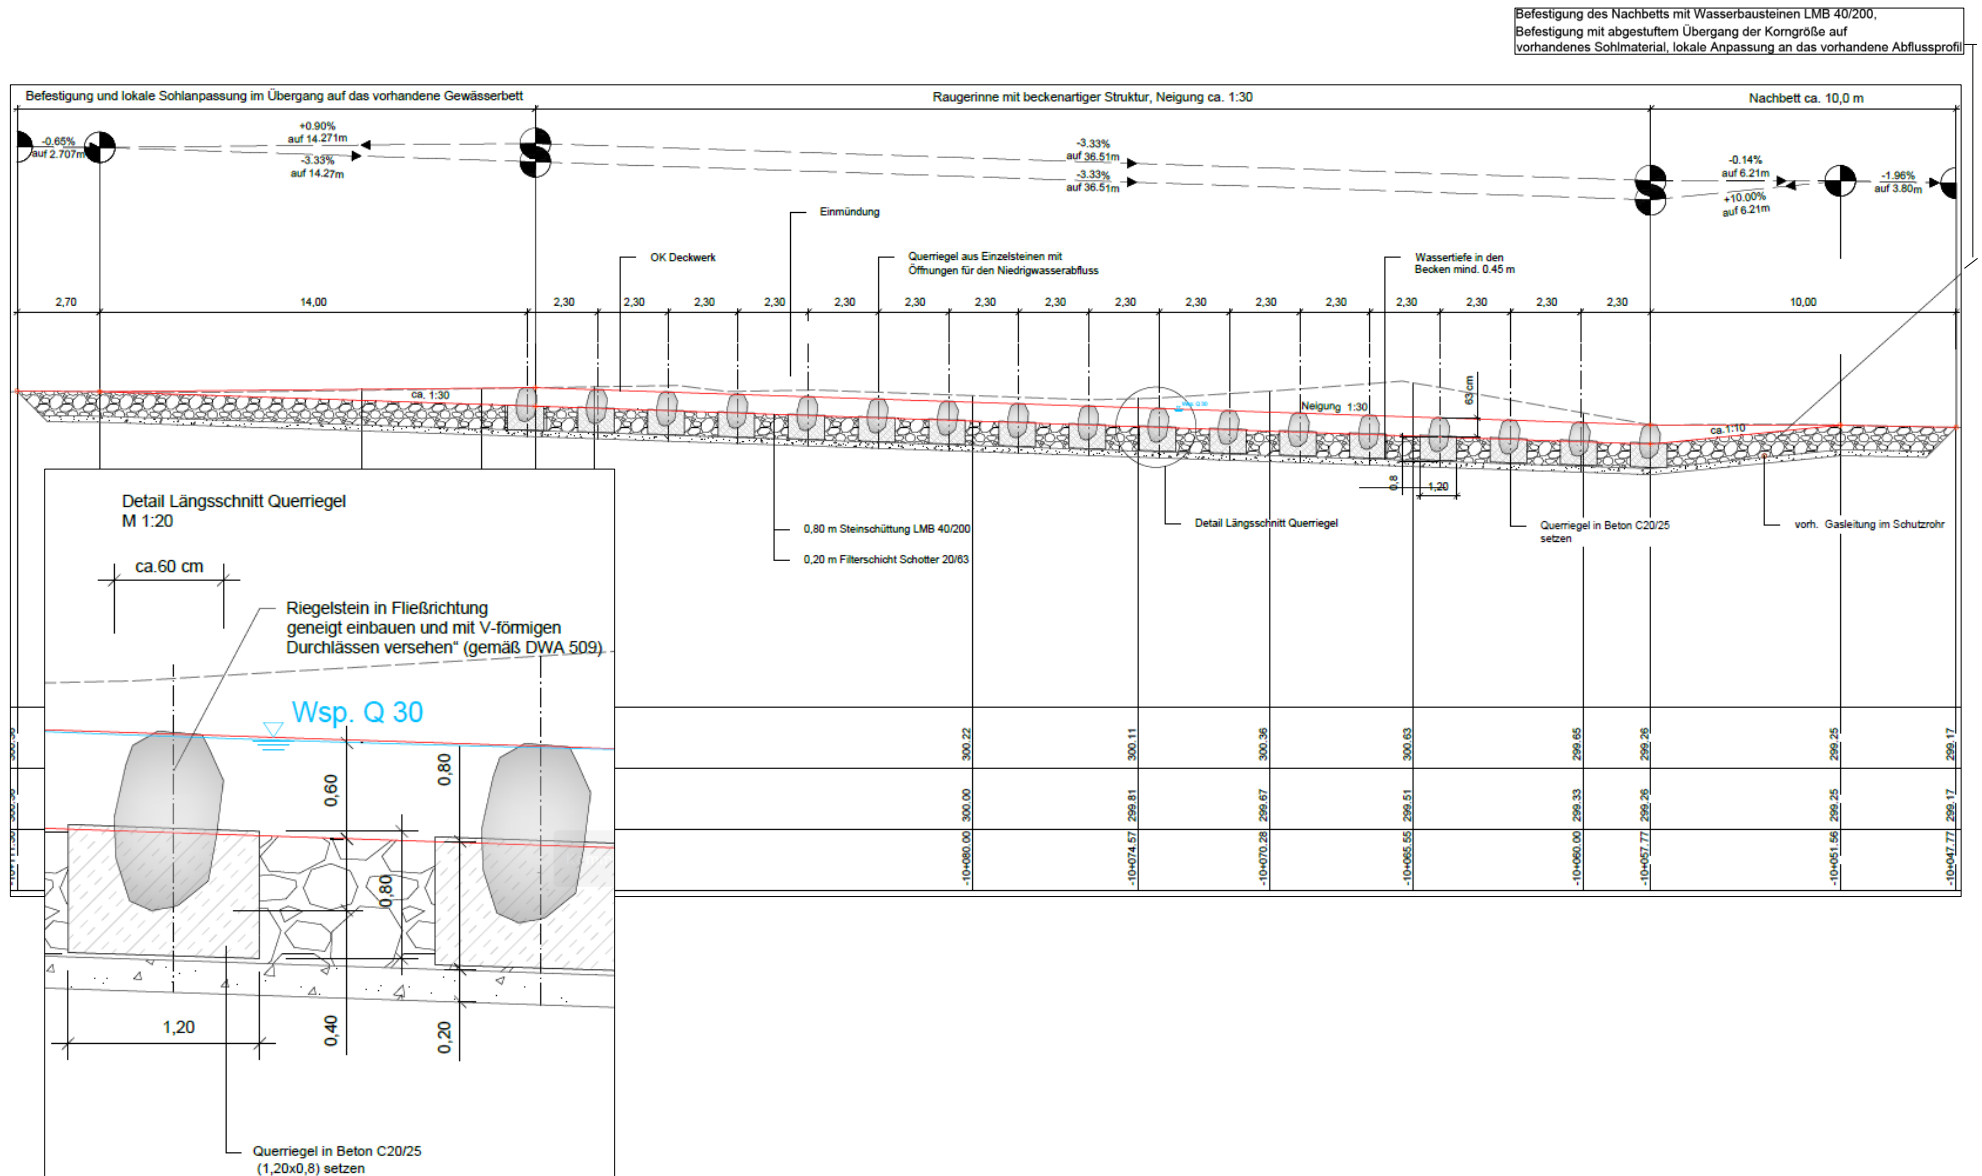 Befestigung des Nachbetts mit Wasserbausteinen LMB 40/200,
Befestigung mit abgestuftem Übergang der Korngröße auf
vorhandenes Sohlmaterial, lokale Anpassung an das vorhandene Abflussprofil
Befestigung und lokale Sohlanpassung im Übergang auf das vorhandene Gewässerbett
Raugerinne mit beckenartiger Struktur, Neigung ca. 1:30
Nachbett ca. 10,0 m
-0.65%
auf 2.707m
+0.90%
auf 14.271m
-3.33%
auf 14.27m
-3.33%
auf 36.51m
-3.33%
auf 36.51m
-0.14%
auf 6.21m
+10.00%
auf 6.21m
-1.96%
auf 3.80m
Einmündung
OK Deckwerk
Querriegel aus Einzelsteinen mit
Öffnungen für den Niedrigwasserabfluss
Wassertiefe in den
Becken mind. 0.45 m
2,70 14,00 2,30 2,30 2,30 2,30 2,30 2,30 2,30 2,30 2,30 2,30 2,30 2,30 2,30 2,30 2,30 2,30 10,00
ca. 1:30
Wsp. Q 30
Neigung 1:30
63 cm
ca.1:10
0,8
1,20
0,80 m Steinschüttung LMB 40/200
0,20 m Filterschicht Schotter 20/63
Detail Längsschnitt Querriegel
Querriegel in Beton C20/25
setzen
vorh. Gasleitung im Schutzrohr
Detail Längsschnitt Querriegel
M 1:20
ca.60 cm
Riegelstein in Fließrichtung
geneigt einbauen und mit V-förmigen
Durchlässen versehen“ (gemäß DWA 509)
Wsp. Q 30
0,60
0,80
0,80
1,20
0,40
0,20
Querriegel in Beton C20/25
(1,20x0,8) setzen
300.22 300.11 300.36 300.63 299.65 299.26 299.25 299.17
300.00 299.81 299.67 299.51 299.33 299.26 299.25 299.17
-10+080.00 -10+074.57 -10+070.28 -10+065.55 -10+060.00 -10+057.77 -10+051.56 -10+047.77